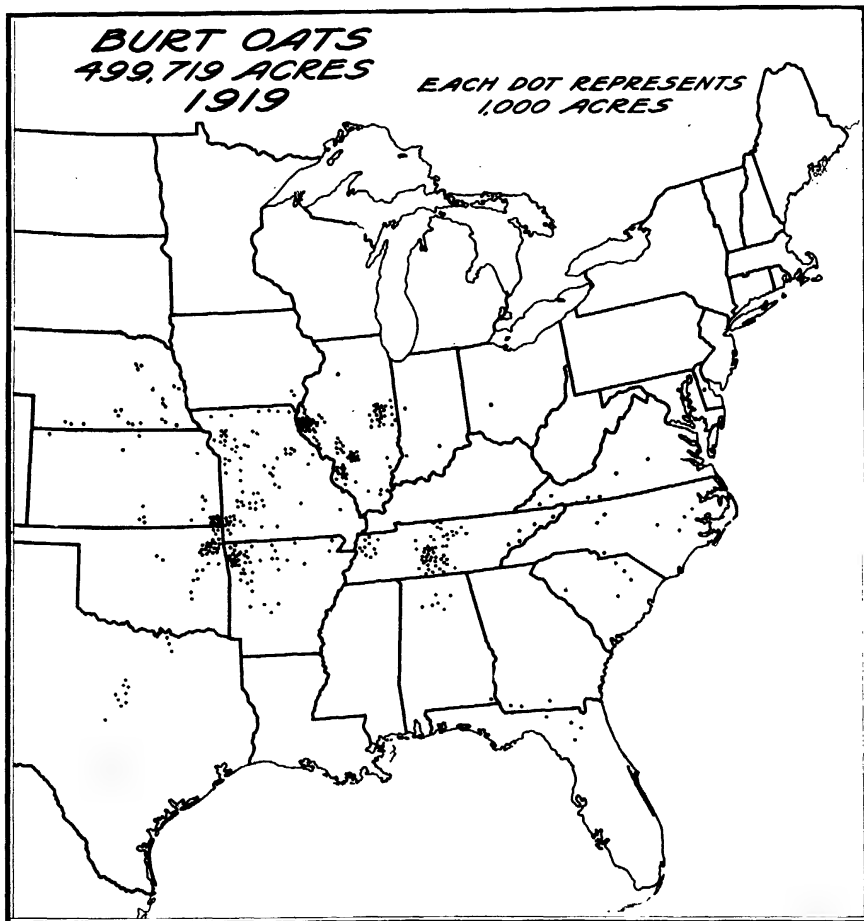 BURT OATS
499,719 ACRES
1919
EACH DOT REPRESENTS
1,000 ACRES